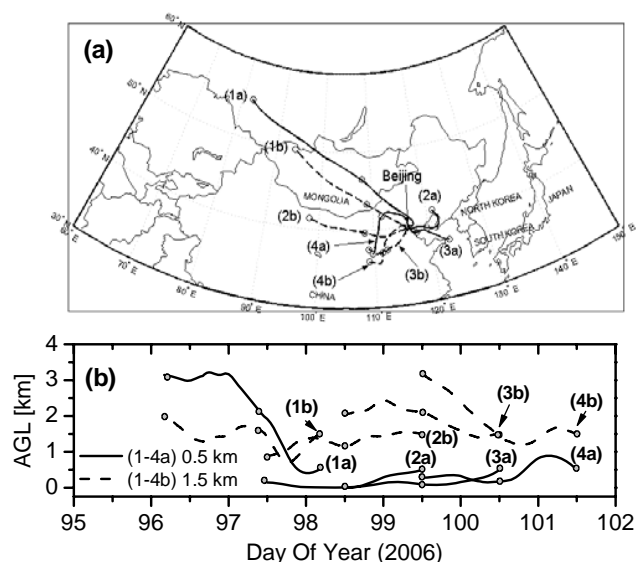 (a)
60° N
50° N
40° N
30° N
60° E
70° E
80° E
90° E
100° E
110° E
120° E
130° E
140° E
150° E
(1a)
(1b)
Beijing
(2a)
MONGOLIA
NORTH KOREA
JAPAN
(2b)
SOUTH KOREA
(4a)
(3a)
(4b)
(3b)
CHINA
(b)
AGL [km]
4
3
2
1
0
(1b)
(3b)
(4b)
(2b)
(1a)
(2a)
(3a)
(4a)
(1-4a) 0.5 km
(1-4b) 1.5 km
95 96 97 98 99 100 101 102
Day Of Year (2006)